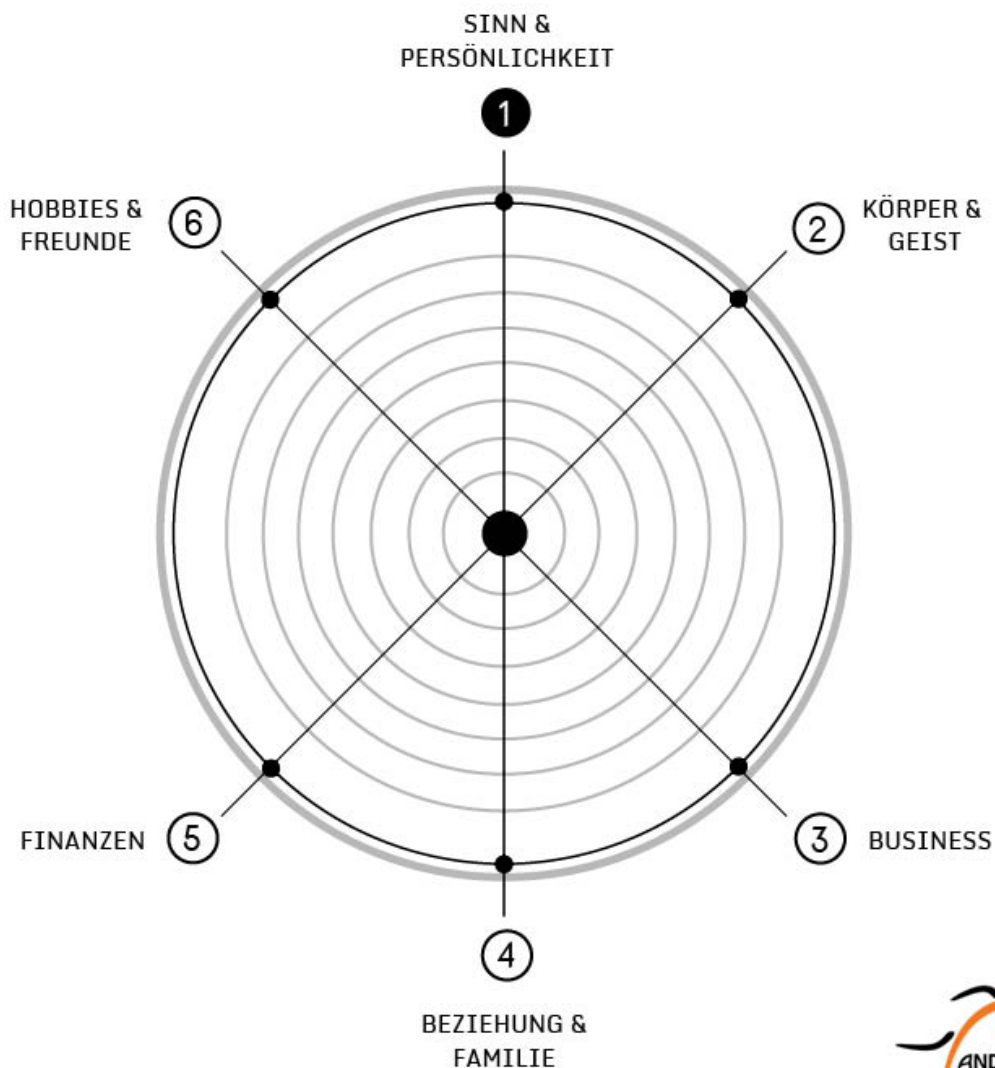 SINN &
PERSÖNLICHKEIT
1
HOBBIES &
FREUNDE
6
2
KÖRPER &
GEIST
FINANZEN
5
3
BUSINESS
4
BEZIEHUNG &
FAMILIE